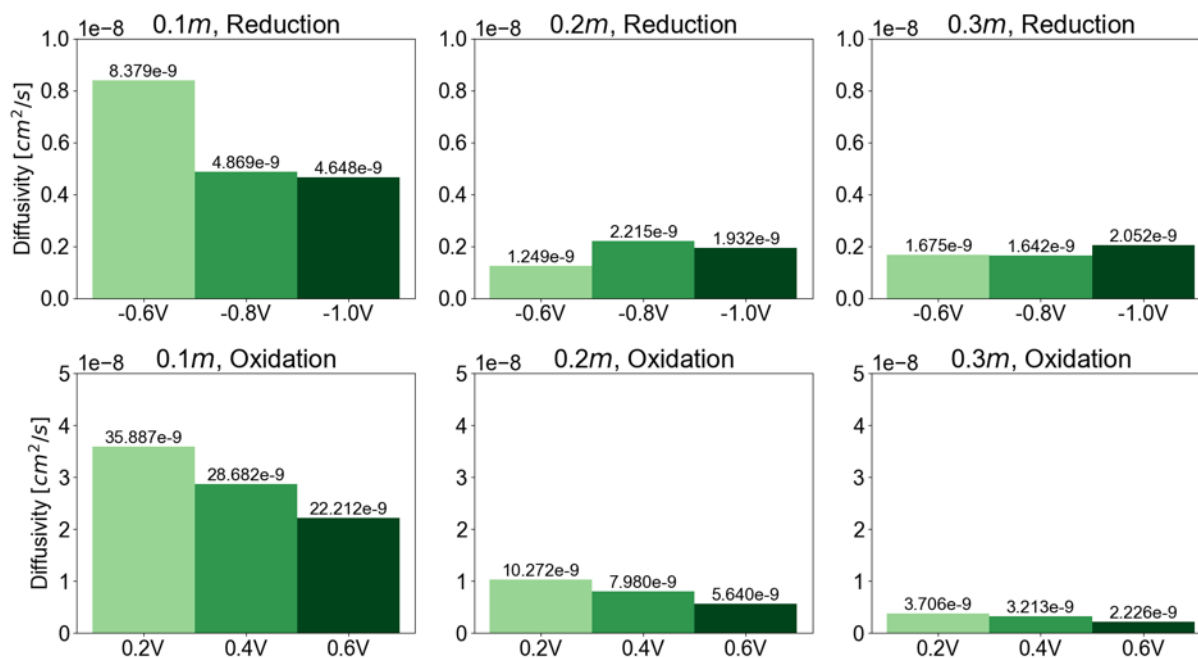 0.1m, Reduction
1e−8
Diffusivity [cm²/s]
1.0
0.8
0.6
0.4
0.2
0.0
8.379e-9
4.869e-9
4.648e-9
-0.6V
-0.8V
-1.0V
0.2m, Reduction
1e−8
1.0
0.8
0.6
0.4
0.2
0.0
1.249e-9
2.215e-9
1.932e-9
-0.6V
-0.8V
-1.0V
0.3m, Reduction
1e−8
1.0
0.8
0.6
0.4
0.2
0.0
1.675e-9
1.642e-9
2.052e-9
-0.6V
-0.8V
-1.0V
0.1m, Oxidation
1e−8
Diffusivity [cm²/s]
5
4
3
2
1
0
35.887e-9
28.682e-9
22.212e-9
0.2V
0.4V
0.6V
0.2m, Oxidation
1e−8
5
4
3
2
1
0
10.272e-9
7.980e-9
5.640e-9
0.2V
0.4V
0.6V
0.3m, Oxidation
1e−8
5
4
3
2
1
0
3.706e-9
3.213e-9
2.226e-9
0.2V
0.4V
0.6V